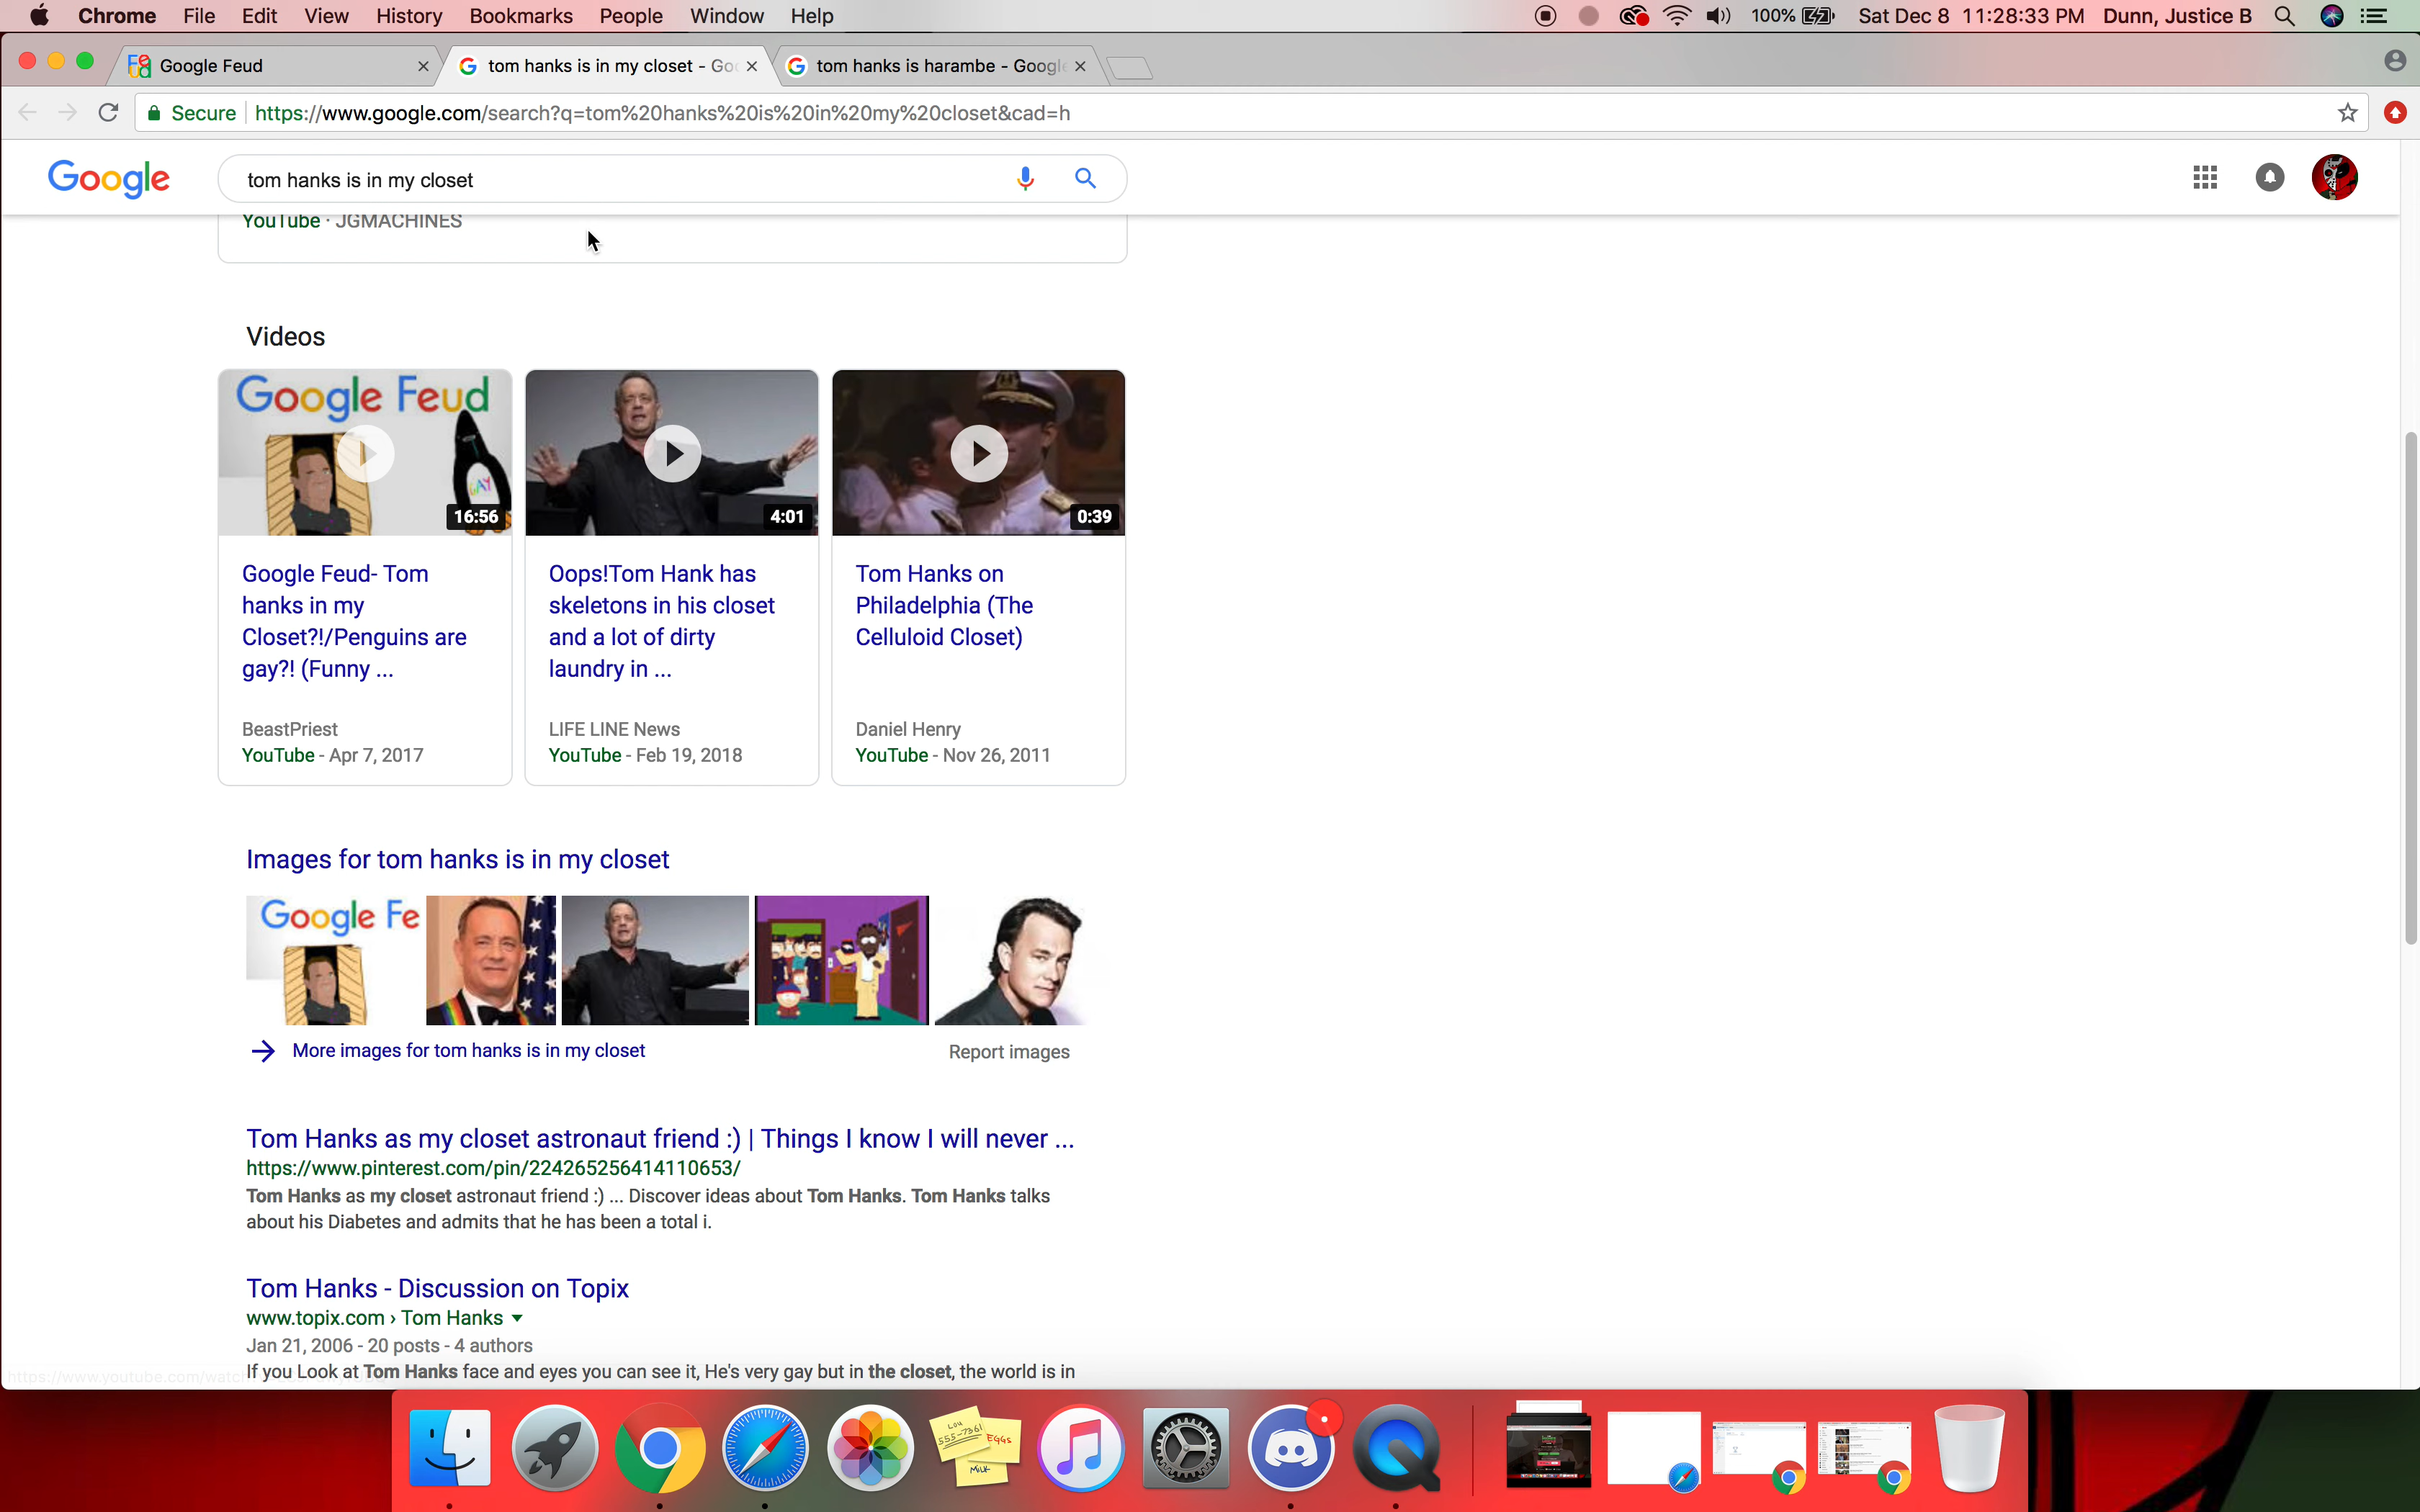 Chrome File Edit View History Bookmarks People Window Help 100% Sat Dec 8 11:28:33 PM Dunn, Justice B
Google Feud
tom hanks is in my closet - Goo
tom hanks is harambe - Google
Secure https://www.google.com/search?q=tom%20hanks%20is%20in%20my%20closet&cad=h
Google
tom hanks is in my closet
YouTube · JGMACHINES
Videos
Google Feud
GAY
16:56
4:01
0:39
Google Feud- Tom
hanks in my
Closet?!/Penguins are
gay?! (Funny ...
BeastPriest
YouTube - Apr 7, 2017
Oops!Tom Hank has
skeletons in his closet
and a lot of dirty
laundry in ...
LIFE LINE News
YouTube - Feb 19, 2018
Tom Hanks on
Philadelphia (The
Celluloid Closet)
Daniel Henry
YouTube - Nov 26, 2011
Images for tom hanks is in my closet
Google Fe
More images for tom hanks is in my closet
Report images
Tom Hanks as my closet astronaut friend :) | Things I know I will never ...
https://www.pinterest.com/pin/224265256414110653/
Tom Hanks as my closet astronaut friend :) ... Discover ideas about Tom Hanks. Tom Hanks talks
about his Diabetes and admits that he has been a total i.
Tom Hanks - Discussion on Topix
www.topix.com › Tom Hanks
Jan 21, 2006 - 20 posts - 4 authors
If you Look at Tom Hanks face and eyes you can see it, He's very gay but in the closet, the world is in
https://www.youtube.com/watch
Lou
555-7361
EGGS
MILK